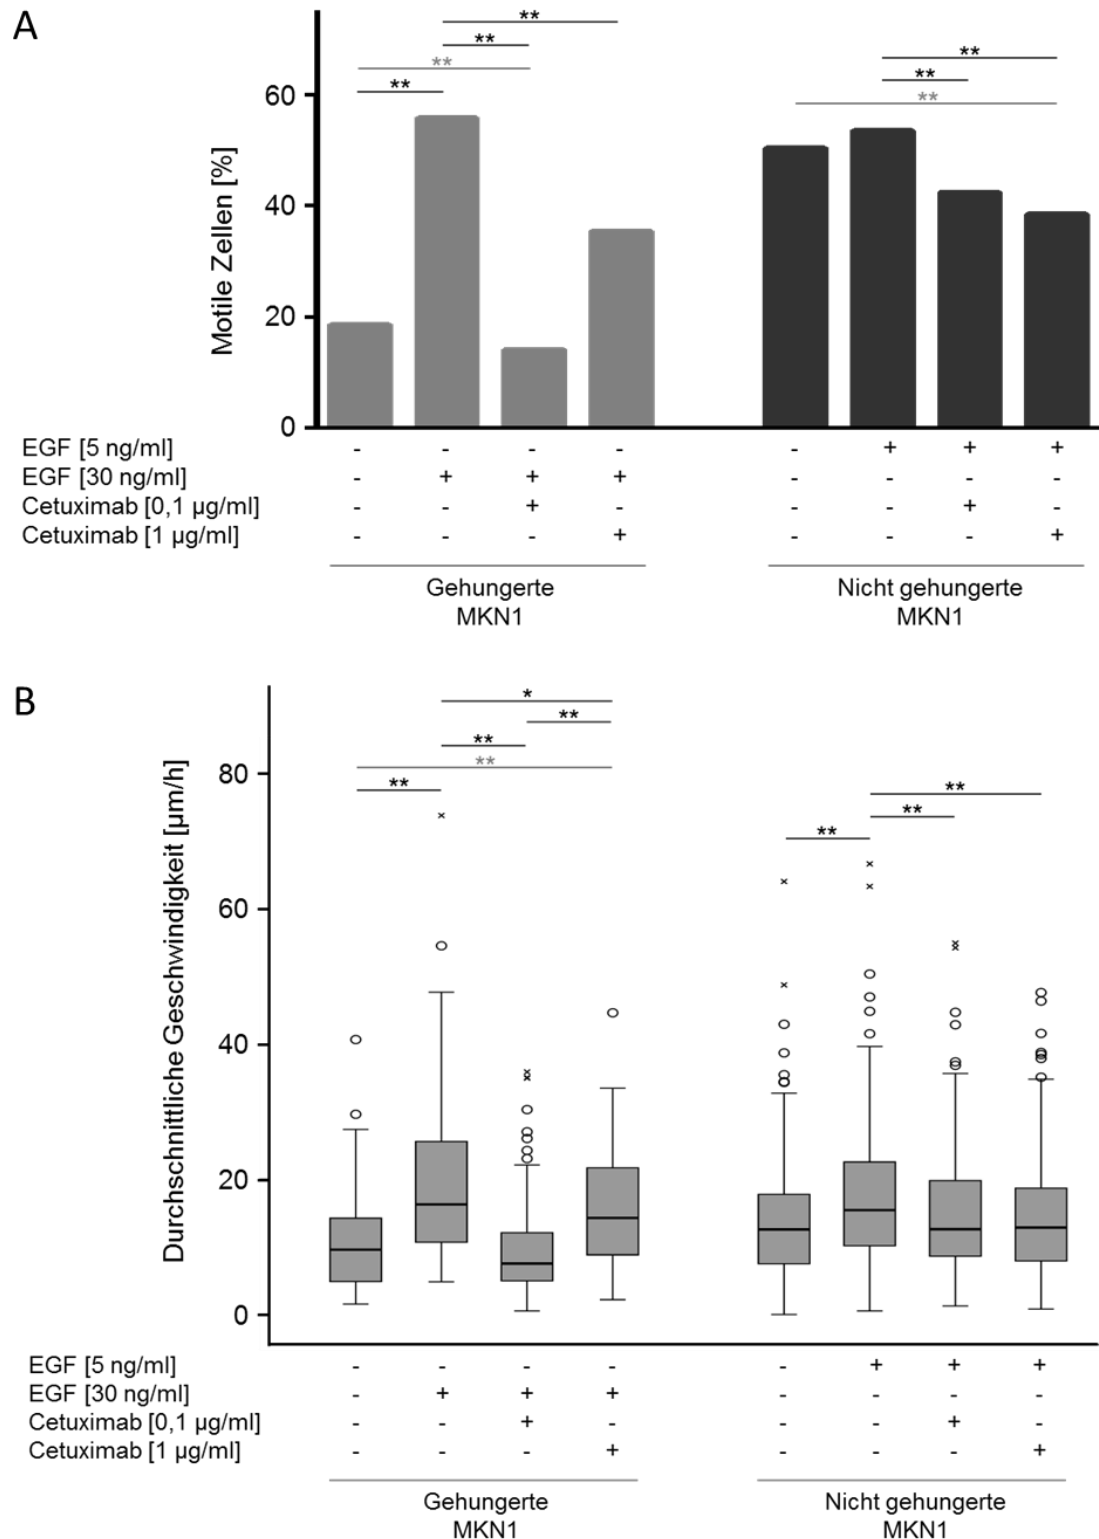 A
** 
**
**
**
**
**
**
Motile Zellen [%]
60
40
20
0
EGF [5 ng/ml] - - - - - + + +
EGF [30 ng/ml] - + + + - - - -
Cetuximab [0,1 µg/ml] - - + - - - + -
Cetuximab [1 µg/ml] - - - + - - - +
Gehungerte Nicht gehungerte
MKN1 MKN1
B
*
**
**
**
**
**
**
**
Durchschnittliche Geschwindigkeit [µm/h]
80
60
40
20
0
EGF [5 ng/ml] - - - - - + + +
EGF [30 ng/ml] - + + + - - - -
Cetuximab [0,1 µg/ml] - - + - - - + -
Cetuximab [1 µg/ml] - - - + - - - +
Gehungerte Nicht gehungerte
MKN1 MKN1